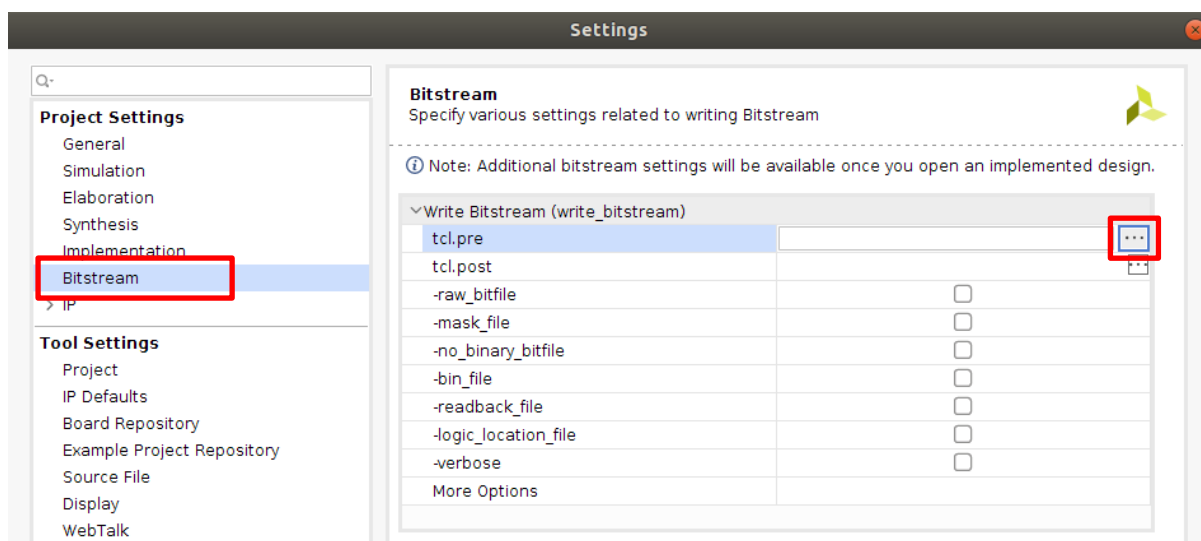 Settings
Project Settings
General
Simulation
Elaboration
Synthesis
Implementation
Bitstream
IP
Tool Settings
Project
IP Defaults
Board Repository
Example Project Repository
Source File
Display
WebTalk
Bitstream
Specify various settings related to writing Bitstream
Note: Additional bitstream settings will be available once you open an implemented design.
Write Bitstream (write_bitstream)
tcl.pre
...
tcl.post
...
-raw_bitfile
-mask_file
-no_binary_bitfile
-bin_file
-readback_file
-logic_location_file
-verbose
More Options